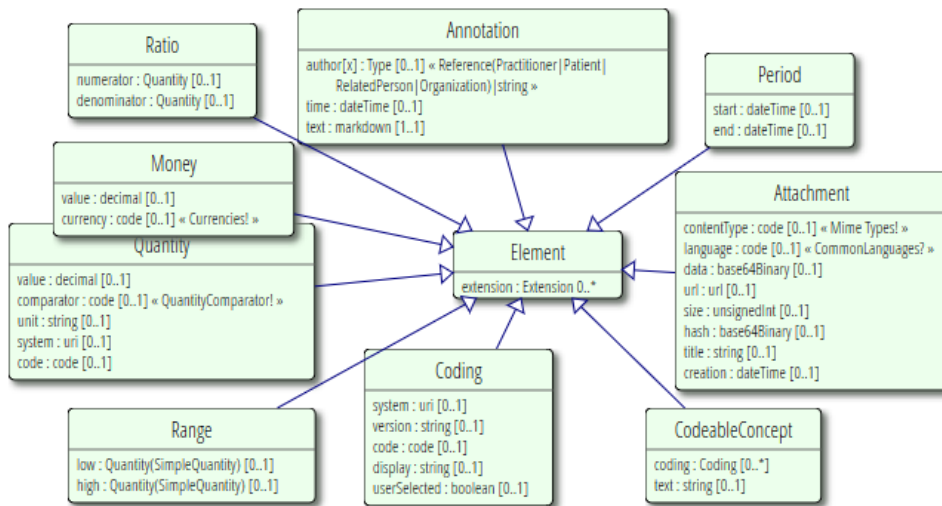 Ratio
numerator : Quantity [0..1]
denominator : Quantity [0..1]
Annotation
author[x] : Type [0..1] « Reference(Practitioner|Patient|
RelatedPerson|Organization)|string »
time : dateTime [0..1]
text : markdown [1..1]
Period
start : dateTime [0..1]
end : dateTime [0..1]
Money
value : decimal [0..1]
currency : code [0..1] « Currencies! »
Quantity
value : decimal [0..1]
comparator : code [0..1] « QuantityComparator! »
unit : string [0..1]
system : uri [0..1]
code : code [0..1]
Element
extension : Extension 0..*
Attachment
contentType : code [0..1] « Mime Types! »
language : code [0..1] « CommonLanguages? »
data : base64Binary [0..1]
url : url [0..1]
size : unsignedInt [0..1]
hash : base64Binary [0..1]
title : string [0..1]
creation : dateTime [0..1]
Range
low : Quantity(SimpleQuantity) [0..1]
high : Quantity(SimpleQuantity) [0..1]
Coding
system : uri [0..1]
version : string [0..1]
code : code [0..1]
display : string [0..1]
userSelected : boolean [0..1]
CodeableConcept
coding : Coding [0..*]
text : string [0..1]